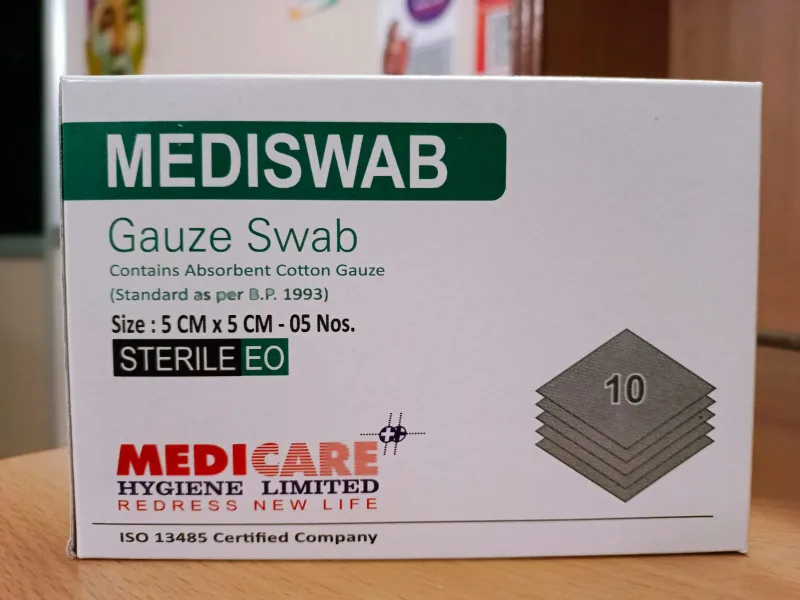 MEDISWAB
Gauze Swab
Contains Absorbent Cotton Gauze
(Standard as per B.P. 1993)
Size : 5 CM x 5 CM - 05 Nos.
STERILE EO
10
MEDICARE
HYGIENE LIMITED
REDRESS NEW LIFE
ISO 13485 Certified Company